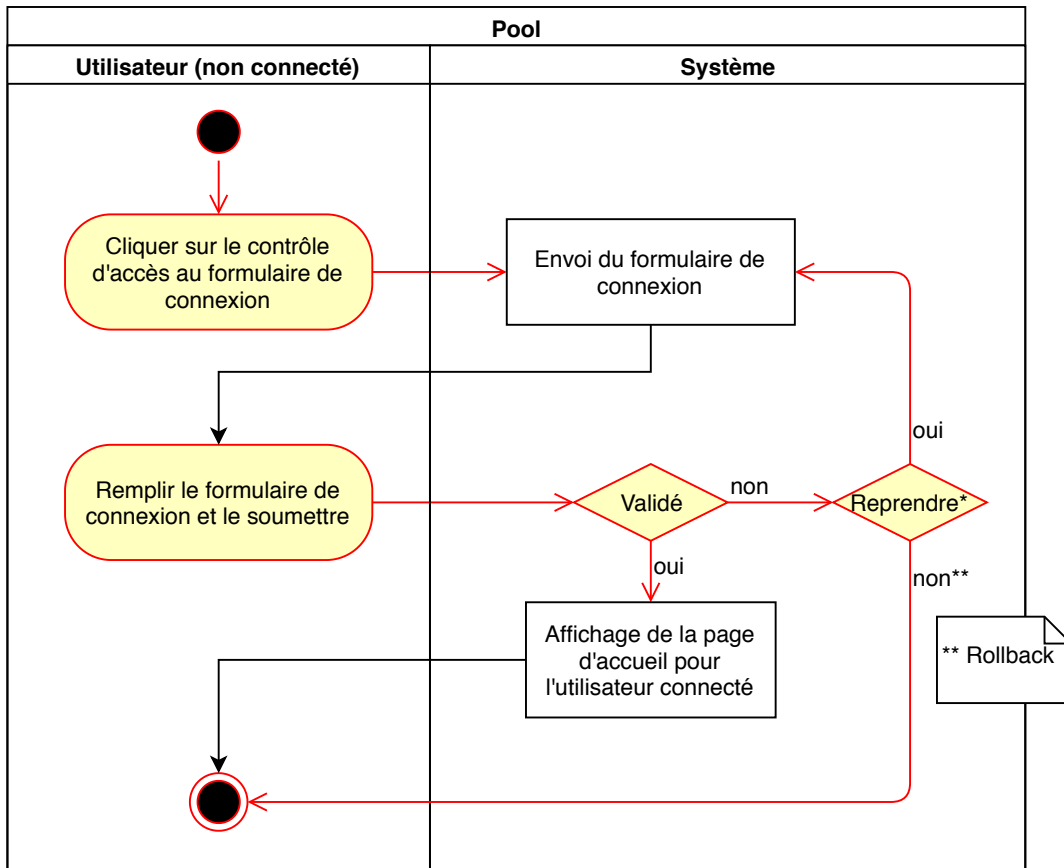 Pool
Utilisateur (non connecté)
Système
Cliquer sur le contrôle
d'accès au formulaire de
connexion
Envoi du formulaire de
connexion
oui
Remplir le formulaire de
connexion et le soumettre
Validé
non
Reprendre*
oui
non**
Affichage de la page
d'accueil pour
l'utilisateur connecté
** Rollback